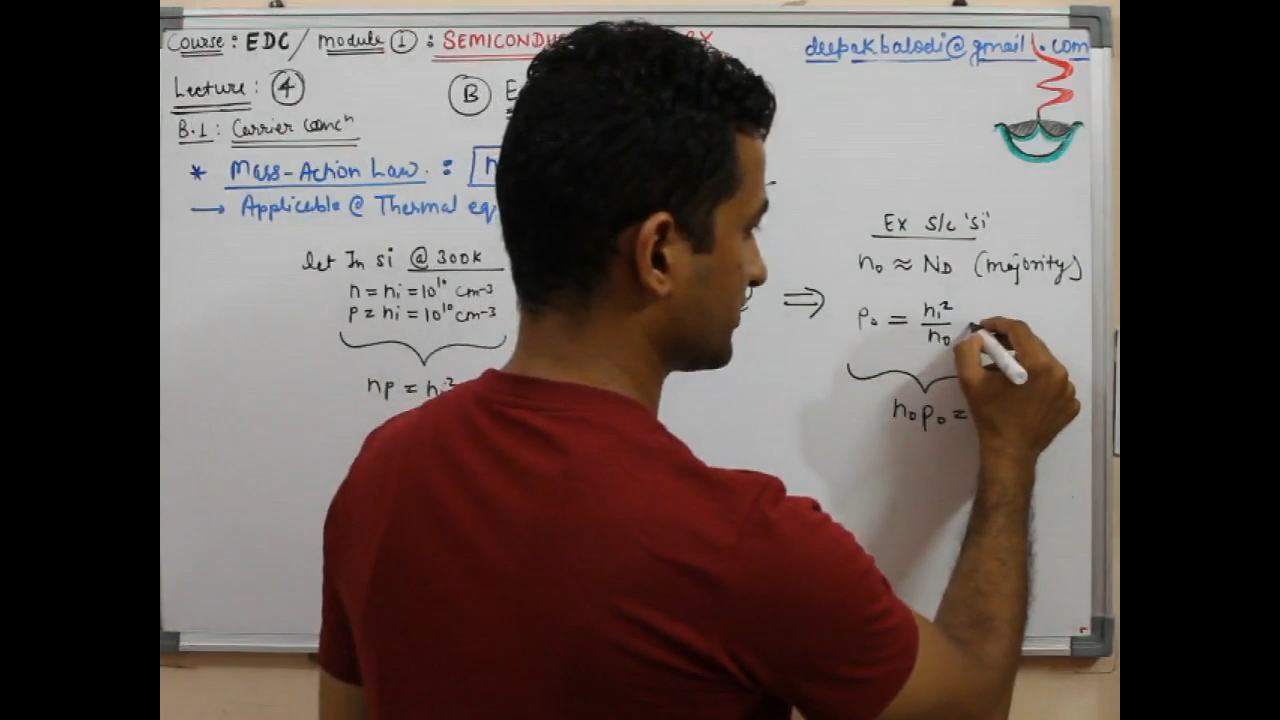 Course: EDC / Module ①: SEMICONDU
deepakbalodi@gmail.com
Lecture: ④
Ⓑ E
B.1: Carrier concⁿ
* Mass-Action Law :
→ Applicable @ Thermal eq
let In si @ 300K
n = ni = 10¹⁰ cm-3
p = ni = 10¹⁰ cm-3
np = ni²
⇒
Ex s/c 'si'
n₀ ≈ ND (majority)
p₀ = ni²/n₀
n₀p₀ =